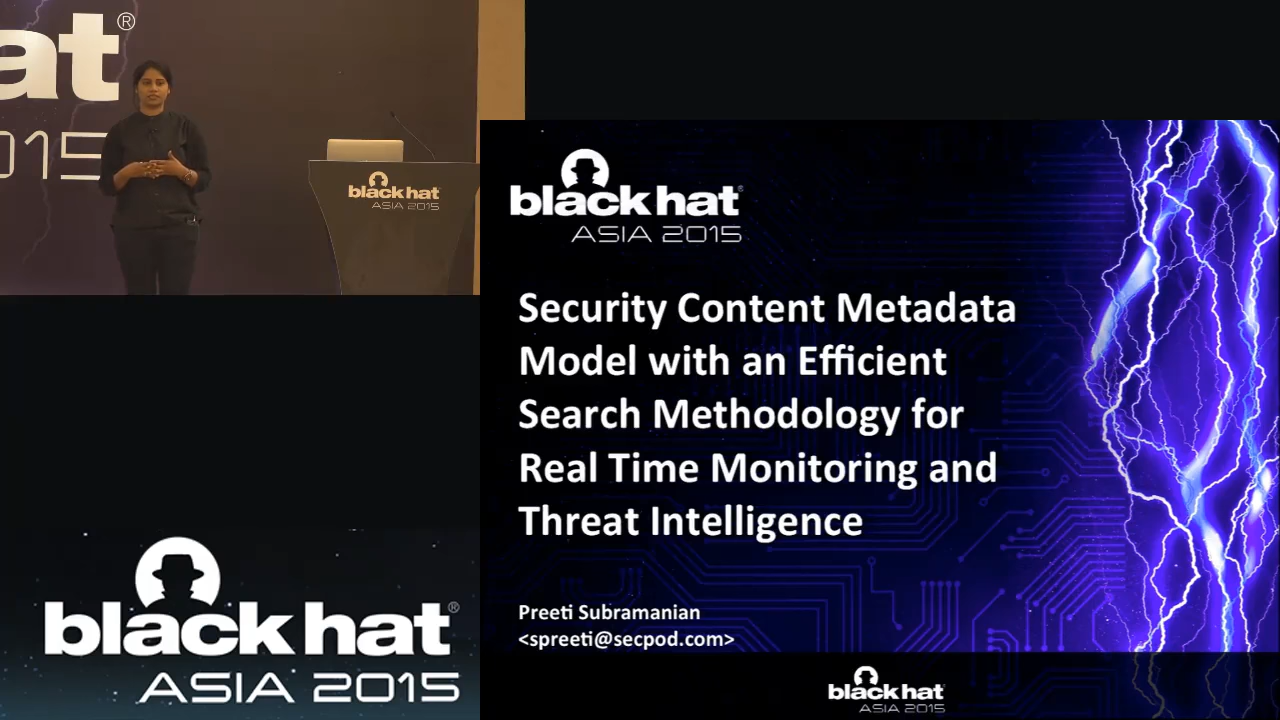 at®
015
black hat
ASIA 2015
black hat®
ASIA 2015
Security Content Metadata
Model with an Efficient
Search Methodology for
Real Time Monitoring and
Threat Intelligence
Preeti Subramanian
<spreeti@secpod.com>
black hat®
ASIA 2015
black hat
ASIA 2015